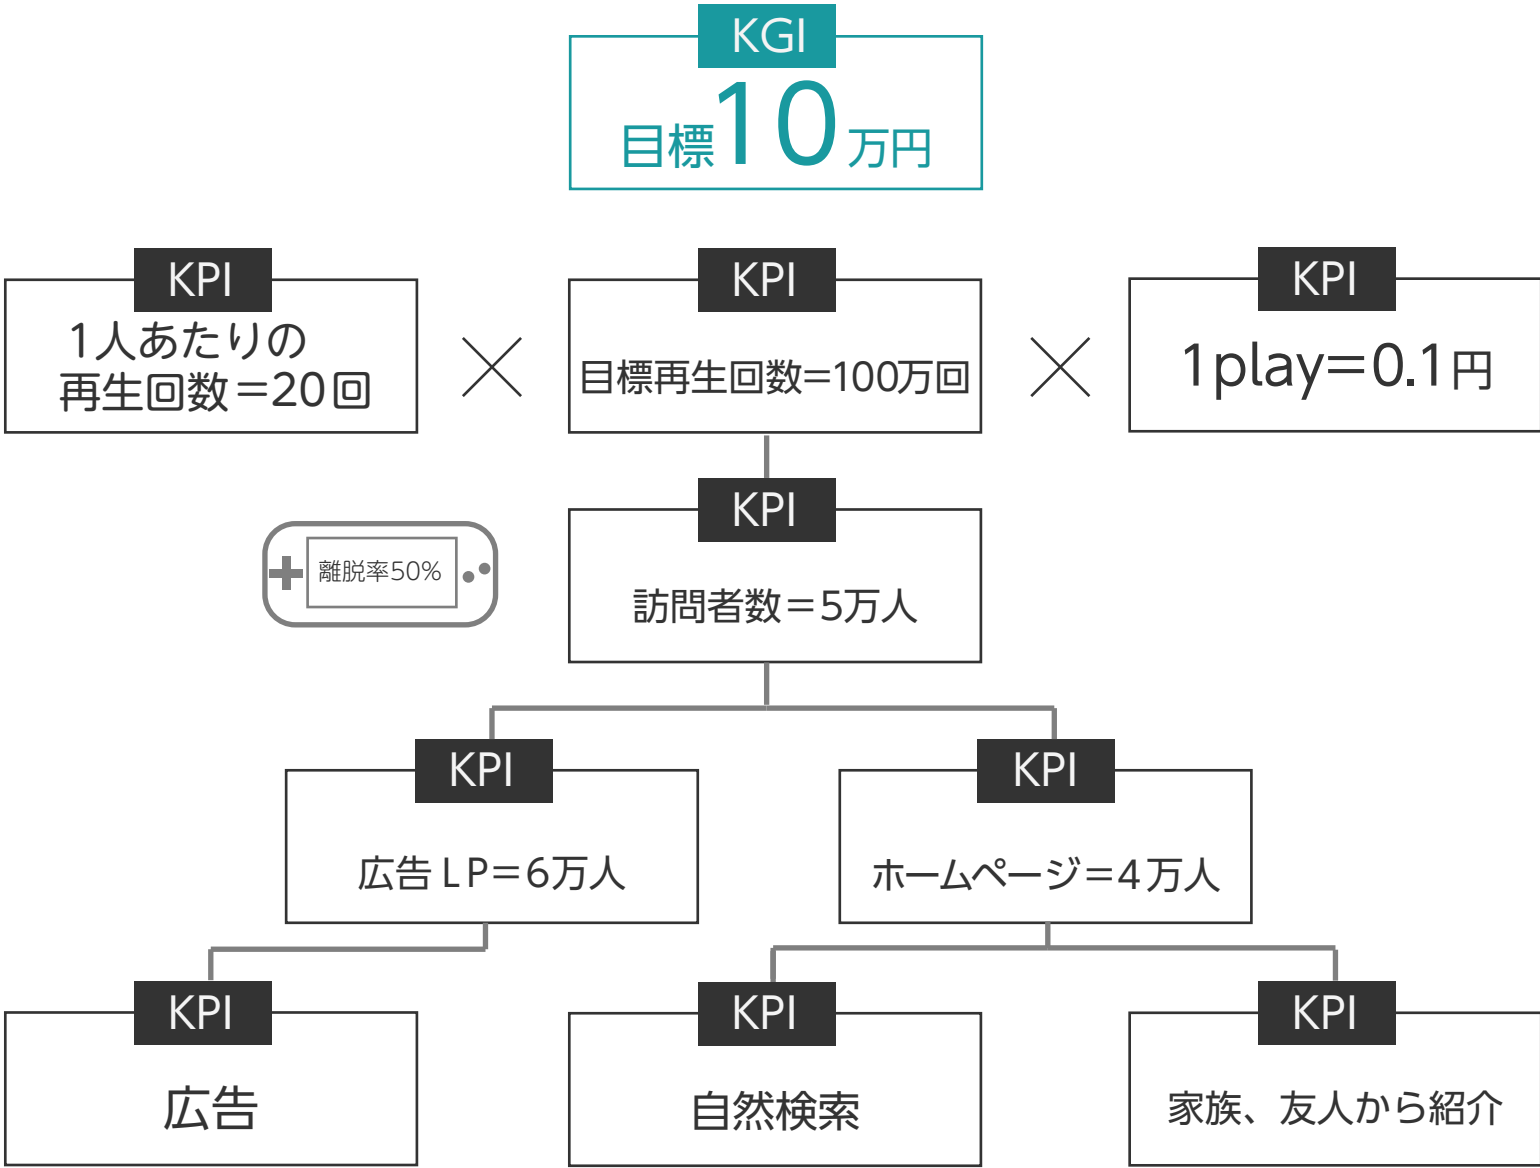 KGI
目標10万円
KPI
1人あたりの
再生回数=20回
×
KPI
目標再生回数=100万回
×
KPI
1play=0.1円
離脱率50%
KPI
訪問者数=5万人
KPI
広告LP=6万人
KPI
ホームページ=4万人
KPI
広告
KPI
自然検索
KPI
家族、友人から紹介